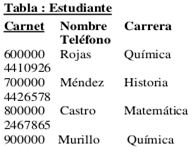 Tabla : Estudiante
Carnet Nombre Carrera
Teléfono
600000 Rojas Química
4410926
700000 Méndez Historia
4426578
800000 Castro Matemática
2467865
900000 Murillo Química